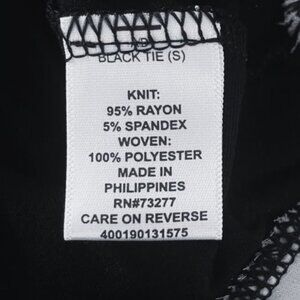 BLACK TIE (S)
KNIT:
95% RAYON
5% SPANDEX
WOVEN:
100% POLYESTER
MADE IN
PHILIPPINES
RN#73277
CARE ON REVERSE
400190131575